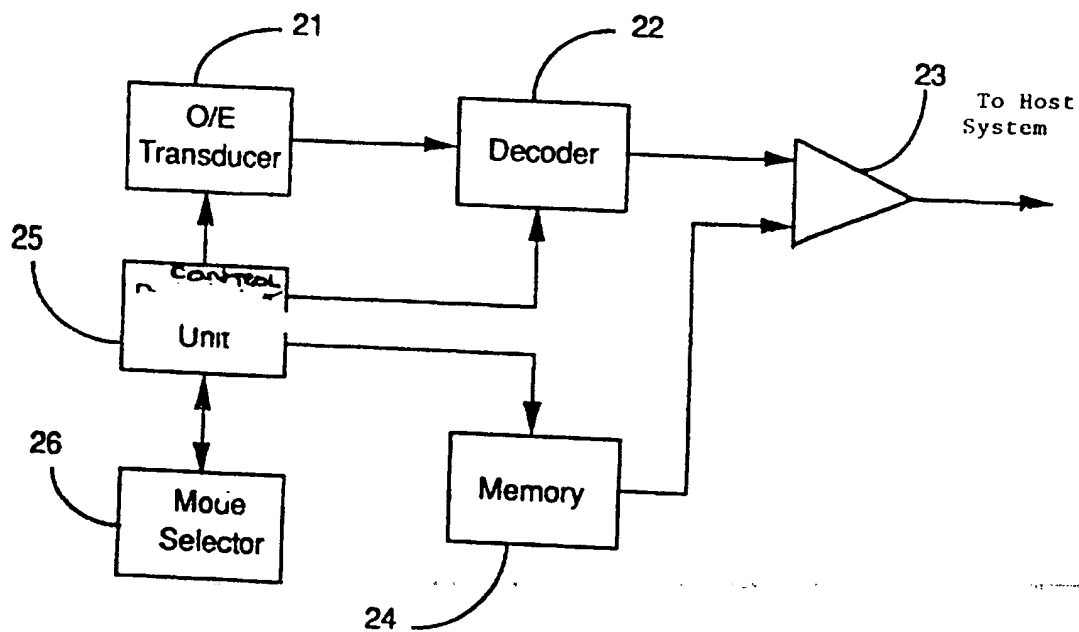 21
22
23
To Host
System
O/E
Transducer
Decoder
25
CONTROL
Unit
26
Mode
Selector
Memory
24